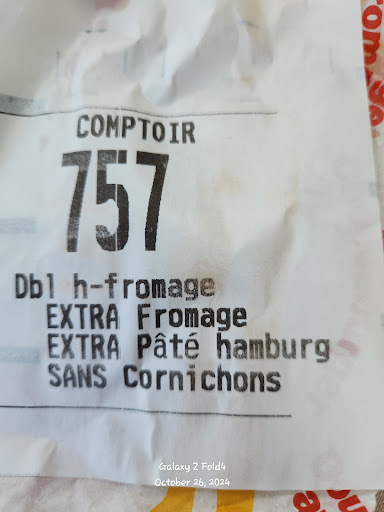 COMPTOIR
757
Dbl h-fromage
EXTRA Fromage
EXTRA Pâté hamburg
SANS Cornichons
Galaxy Z Fold4
October 26, 2024